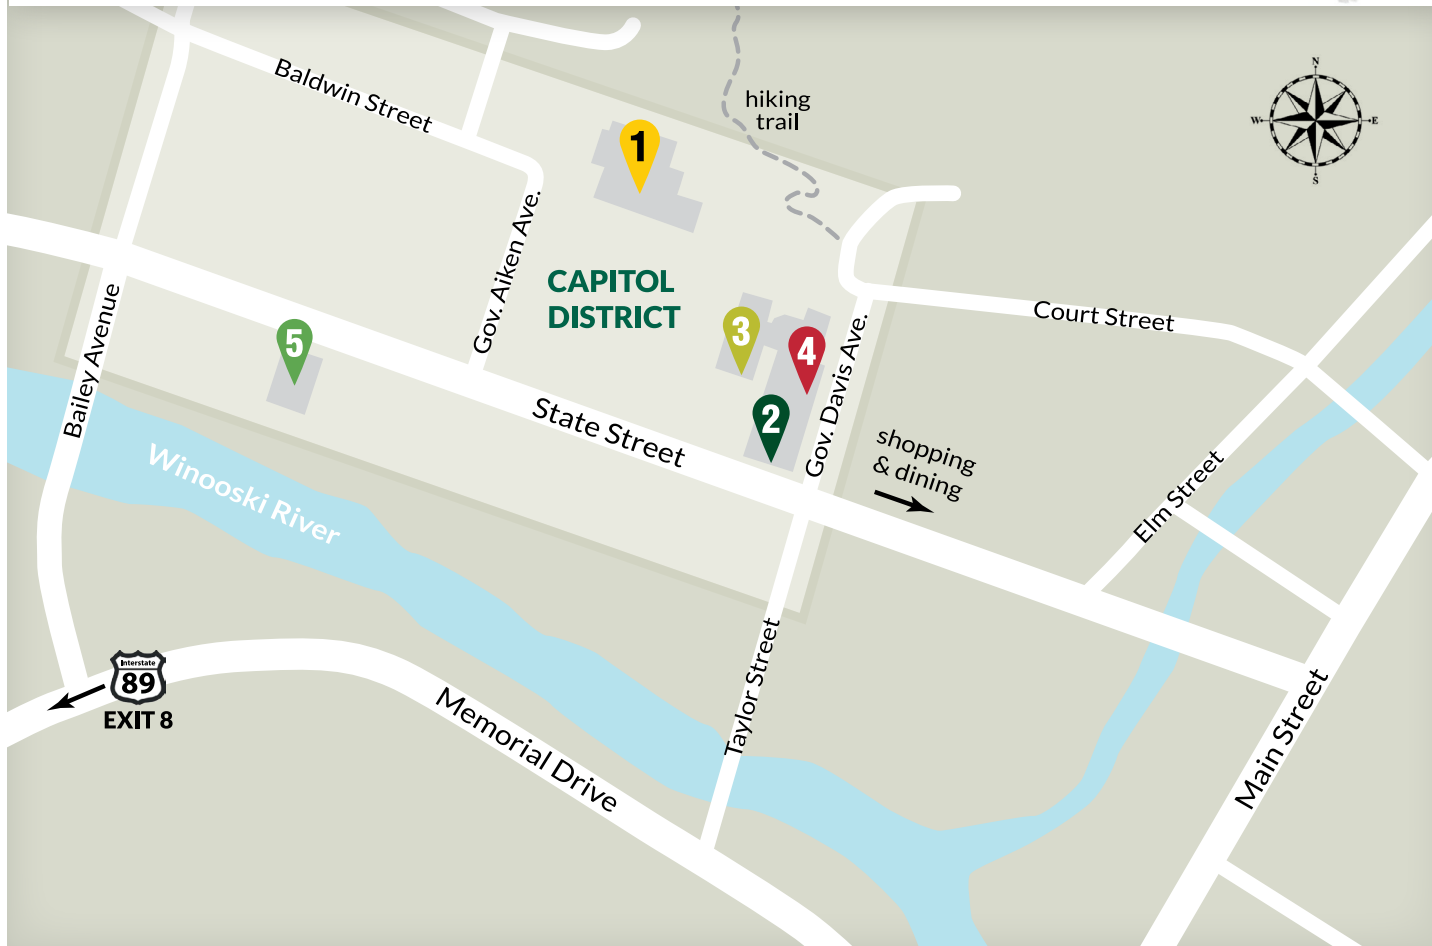 N
W
E
S
Baldwin Street
hiking
trail
1
Gov. Aiken Ave.
CAPITOL
DISTRICT
Court Street
Bailey Avenue
5
3
4
2
Gov. Davis Ave.
State Street
shopping
& dining
Winooski River
Elm Street
Interstate
89
EXIT 8
Taylor Street
Memorial Drive
Main Street